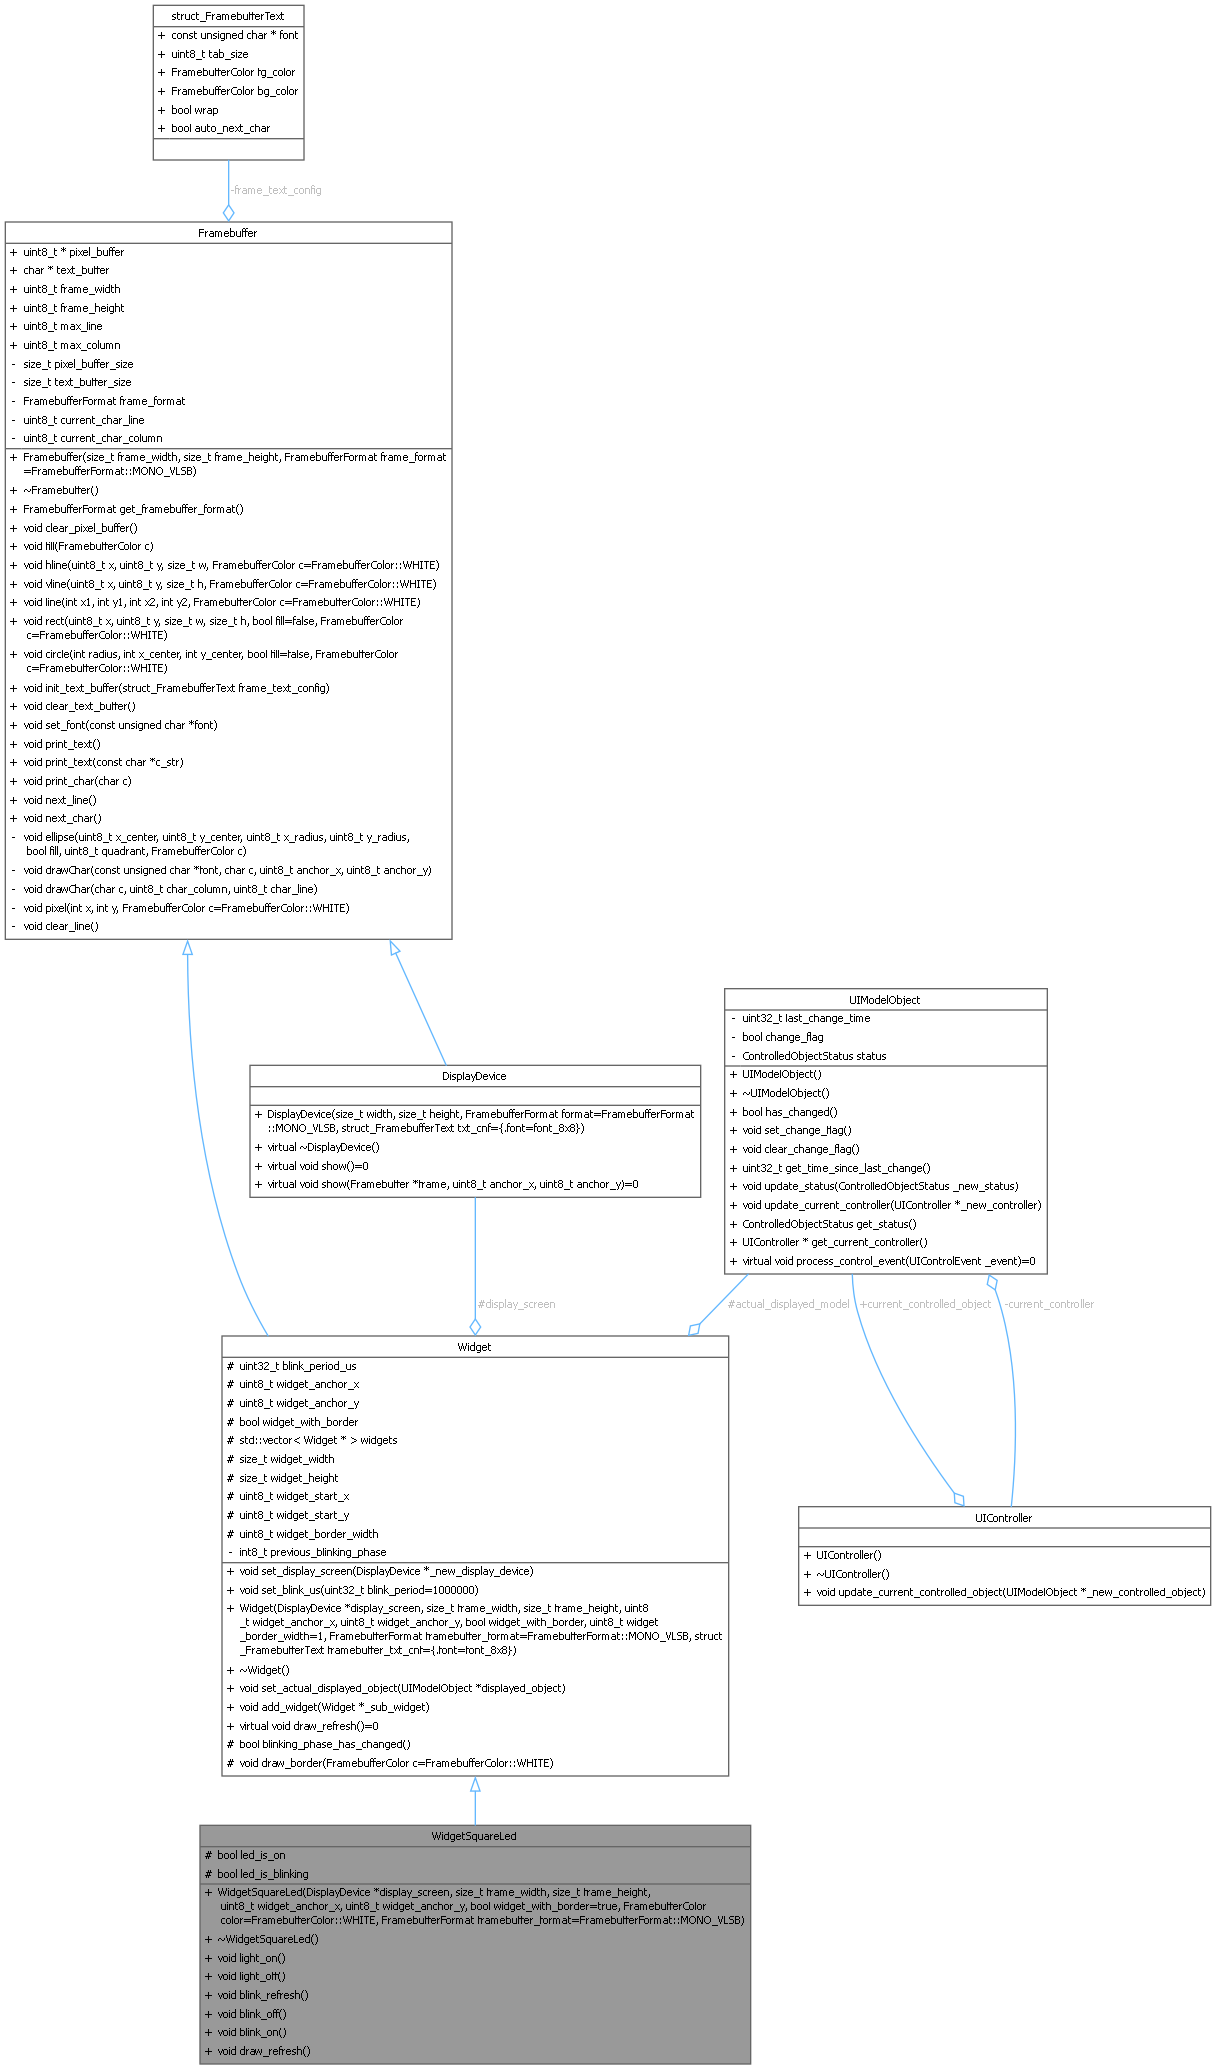 struct_FramebufferText
+ const unsigned char * font
+ uint8_t tab_size
+ FramebufferColor fg_color
+ FramebufferColor bg_color
+ bool wrap
+ bool auto_next_char
-frame_text_config
Framebuffer
+ uint8_t * pixel_buffer
+ char * text_buffer
+ uint8_t frame_width
+ uint8_t frame_height
+ uint8_t max_line
+ uint8_t max_column
- size_t pixel_buffer_size
- size_t text_buffer_size
- FramebufferFormat frame_format
- uint8_t current_char_line
- uint8_t current_char_column
+ Framebuffer(size_t frame_width, size_t frame_height, FramebufferFormat frame_format
=FramebufferFormat::MONO_VLSB)
+ ~Framebuffer()
+ FramebufferFormat get_framebuffer_format()
+ void clear_pixel_buffer()
+ void fill(FramebufferColor c)
+ void hline(uint8_t x, uint8_t y, size_t w, FramebufferColor c=FramebufferColor::WHITE)
+ void vline(uint8_t x, uint8_t y, size_t h, FramebufferColor c=FramebufferColor::WHITE)
+ void line(int x1, int y1, int x2, int y2, FramebufferColor c=FramebufferColor::WHITE)
+ void rect(uint8_t x, uint8_t y, size_t w, size_t h, bool fill=false, FramebufferColor
c=FramebufferColor::WHITE)
+ void circle(int radius, int x_center, int y_center, bool fill=false, FramebufferColor
c=FramebufferColor::WHITE)
+ void init_text_buffer(struct_FramebufferText frame_text_config)
+ void clear_text_buffer()
+ void set_font(const unsigned char *font)
+ void print_text()
+ void print_text(const char *c_str)
+ void print_char(char c)
+ void next_line()
+ void next_char()
- void ellipse(uint8_t x_center, uint8_t y_center, uint8_t x_radius, uint8_t y_radius,
bool fill, uint8_t quadrant, FramebufferColor c)
- void drawChar(const unsigned char *font, char c, uint8_t anchor_x, uint8_t anchor_y)
- void drawChar(char c, uint8_t char_column, uint8_t char_line)
- void pixel(int x, int y, FramebufferColor c=FramebufferColor::WHITE)
- void clear_line()
UIModelObject
- uint32_t last_change_time
- bool change_flag
- ControlledObjectStatus status
+ UIModelObject()
+ ~UIModelObject()
+ bool has_changed()
+ void set_change_flag()
+ void clear_change_flag()
+ uint32_t get_time_since_last_change()
+ void update_status(ControlledObjectStatus _new_status)
+ void update_current_controller(UIController *_new_controller)
+ ControlledObjectStatus get_status()
+ UIController * get_current_controller()
+ virtual void process_control_event(UIControlEvent _event)=0
DisplayDevice
+ DisplayDevice(size_t width, size_t height, FramebufferFormat format=FramebufferFormat
::MONO_VLSB, struct_FramebufferText txt_cnf={.font=font_8x8})
+ virtual ~DisplayDevice()
+ virtual void show()=0
+ virtual void show(Framebuffer *frame, uint8_t anchor_x, uint8_t anchor_y)=0
#display_screen
#actual_displayed_model
+current_controlled_object
-current_controller
Widget
# uint32_t blink_period_us
# uint8_t widget_anchor_x
# uint8_t widget_anchor_y
# bool widget_with_border
# std::vector< Widget * > widgets
# size_t widget_width
# size_t widget_height
# uint8_t widget_start_x
# uint8_t widget_start_y
# uint8_t widget_border_width
- int8_t previous_blinking_phase
+ void set_display_screen(DisplayDevice *_new_display_device)
+ void set_blink_us(uint32_t blink_period=1000000)
+ Widget(DisplayDevice *display_screen, size_t frame_width, size_t frame_height, uint8
_t widget_anchor_x, uint8_t widget_anchor_y, bool widget_with_border, uint8_t widget
_border_width=1, FramebufferFormat framebuffer_format=FramebufferFormat::MONO_VLSB, struct
_FramebufferText framebuffer_txt_cnf={.font=font_8x8})
+ ~Widget()
+ void set_actual_displayed_object(UIModelObject *displayed_object)
+ void add_widget(Widget *_sub_widget)
+ virtual void draw_refresh()=0
# bool blinking_phase_has_changed()
# void draw_border(FramebufferColor c=FramebufferColor::WHITE)
UIController
+ UIController()
+ ~UIController()
+ void update_current_controlled_object(UIModelObject *_new_controlled_object)
WidgetSquareLed
# bool led_is_on
# bool led_is_blinking
+ WidgetSquareLed(DisplayDevice *display_screen, size_t frame_width, size_t frame_height,
uint8_t widget_anchor_x, uint8_t widget_anchor_y, bool widget_with_border=true, FramebufferColor
color=FramebufferColor::WHITE, FramebufferFormat framebuffer_format=FramebufferFormat::MONO_VLSB)
+ ~WidgetSquareLed()
+ void light_on()
+ void light_off()
+ void blink_refresh()
+ void blink_off()
+ void blink_on()
+ void draw_refresh()